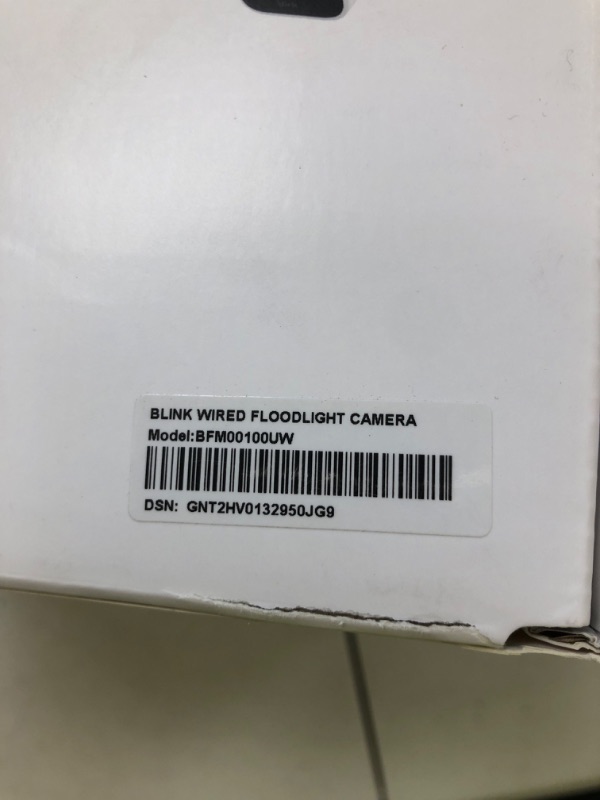 BLINK WIRED FLOODLIGHT CAMERA
Model:BFM00100UW
DSN: GNT2HV0132950JG9